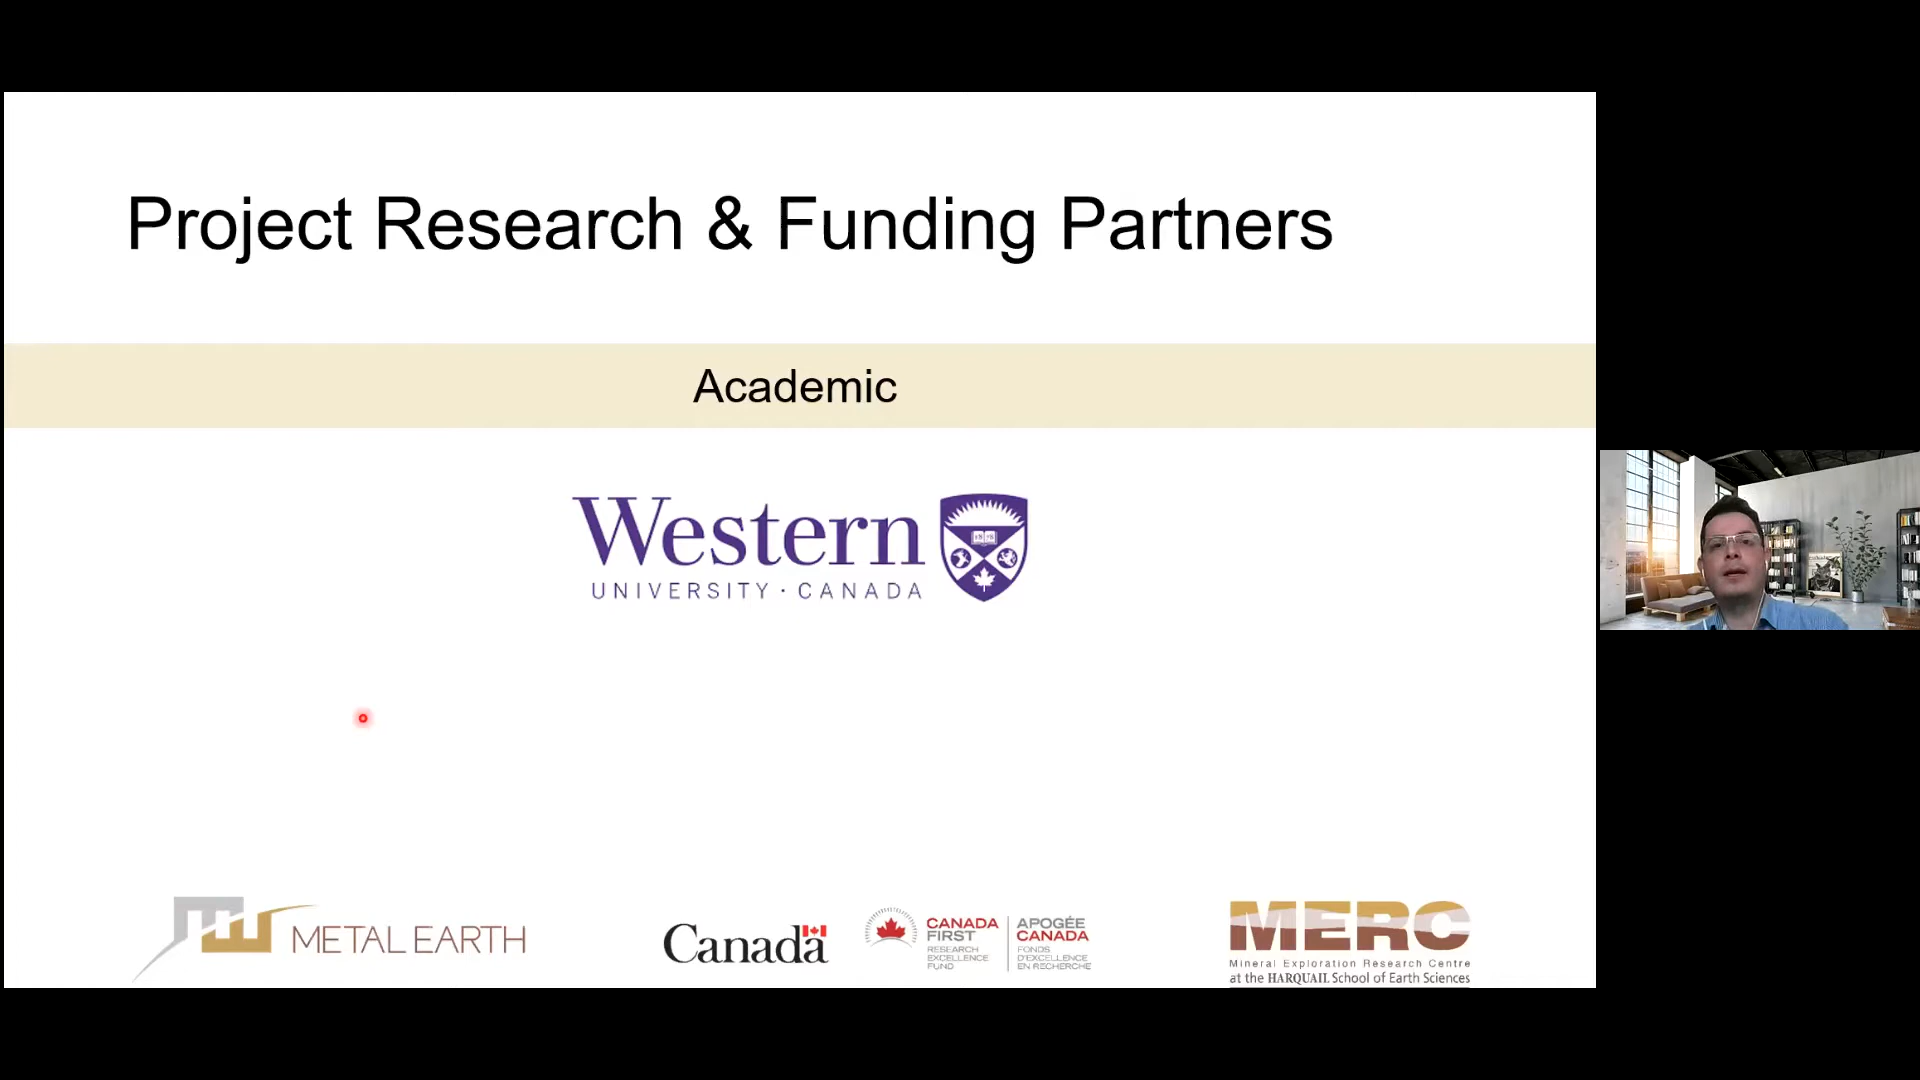 Project Research & Funding Partners
Academic
Western
UNIVERSITY · CANADA
METAL EARTH
Canada
CANADA
FIRST
RESEARCH
EXCELLENCE
FUND
APOGÉE
CANADA
FONDS
D'EXCELLENCE
EN RECHERCHE
MERC
Mineral Exploration Research Centre
at the HARQUAIL School of Earth Sciences